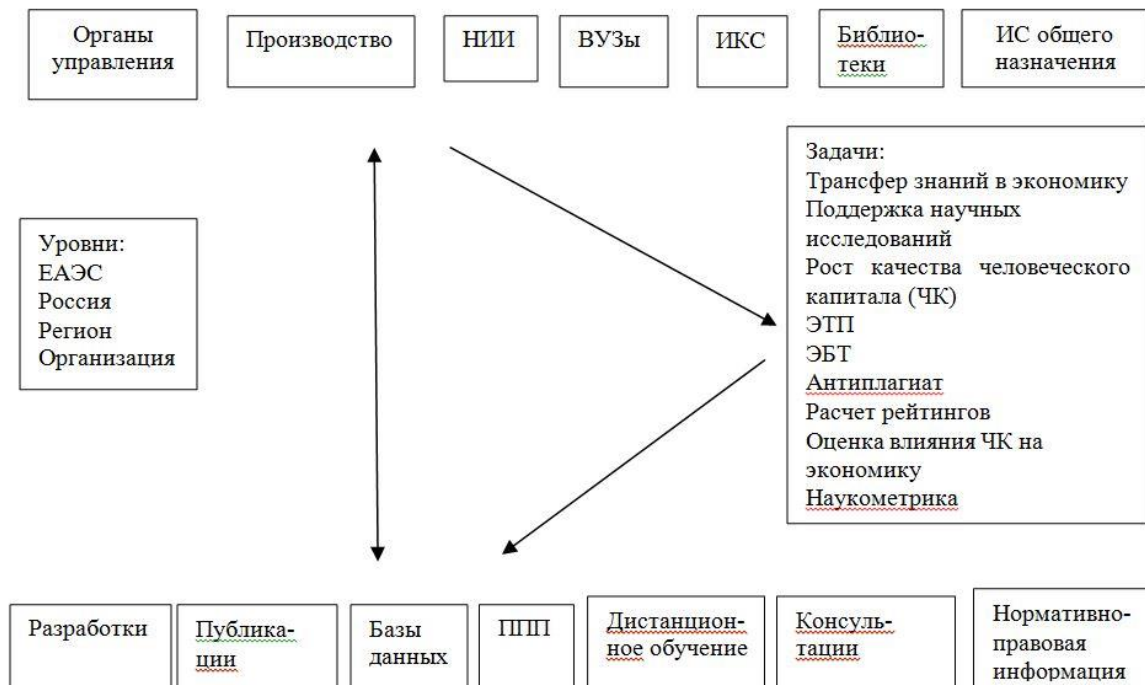 Органы
управления
Производство
НИИ
ВУЗы
ИКС
Библио-
теки
ИС общего
назначения
Уровни:
ЕАЭС
Россия
Регион
Организация
Задачи:
Трансфер знаний в экономику
Поддержка научных
исследований
Рост качества человеческого
капитала (ЧК)
ЭТП
ЭБТ
Антиплагиат
Расчет рейтингов
Оценка влияния ЧК на
экономику
Наукометрика
Разработки
Публика-
ции
Базы
данных
ППП
Дистанцион-
ное обучение
Консуль-
тации
Нормативно-
правовая
информация